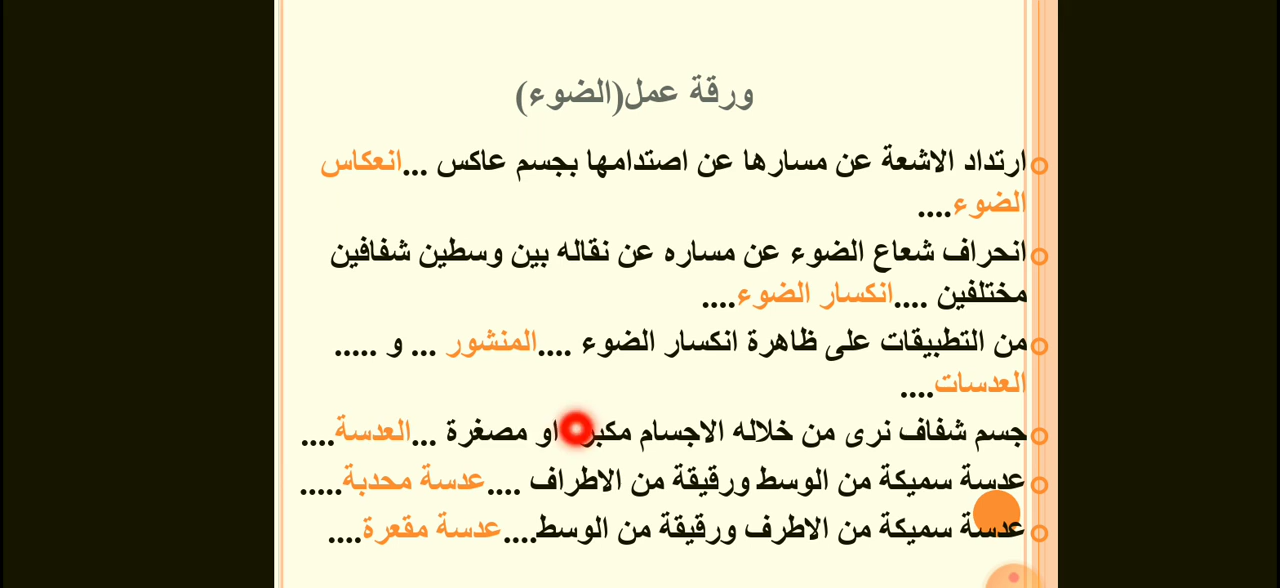 ورقة عمل(الضوء)
ارتداد الاشعة عن مسارها عن اصتدامها بجسم عاكس ...انعكاس
الضوء....
انحراف شعاع الضوء عن مساره عن نقاله بين وسطين شفافين
مختلفين ....انكسار الضوء....
من التطبيقات على ظاهرة انكسار الضوء ....المنشور ... و .....
العدسات....
جسم شفاف نرى من خلاله الاجسام او مصغرة ...العدسة....
عدسة سميكة من الوسط ورقيقة من الاطراف ....عدسة محدبة.....
عدسة سميكة من الاطرف ورقيقة من الوسط....عدسة مقعرة....